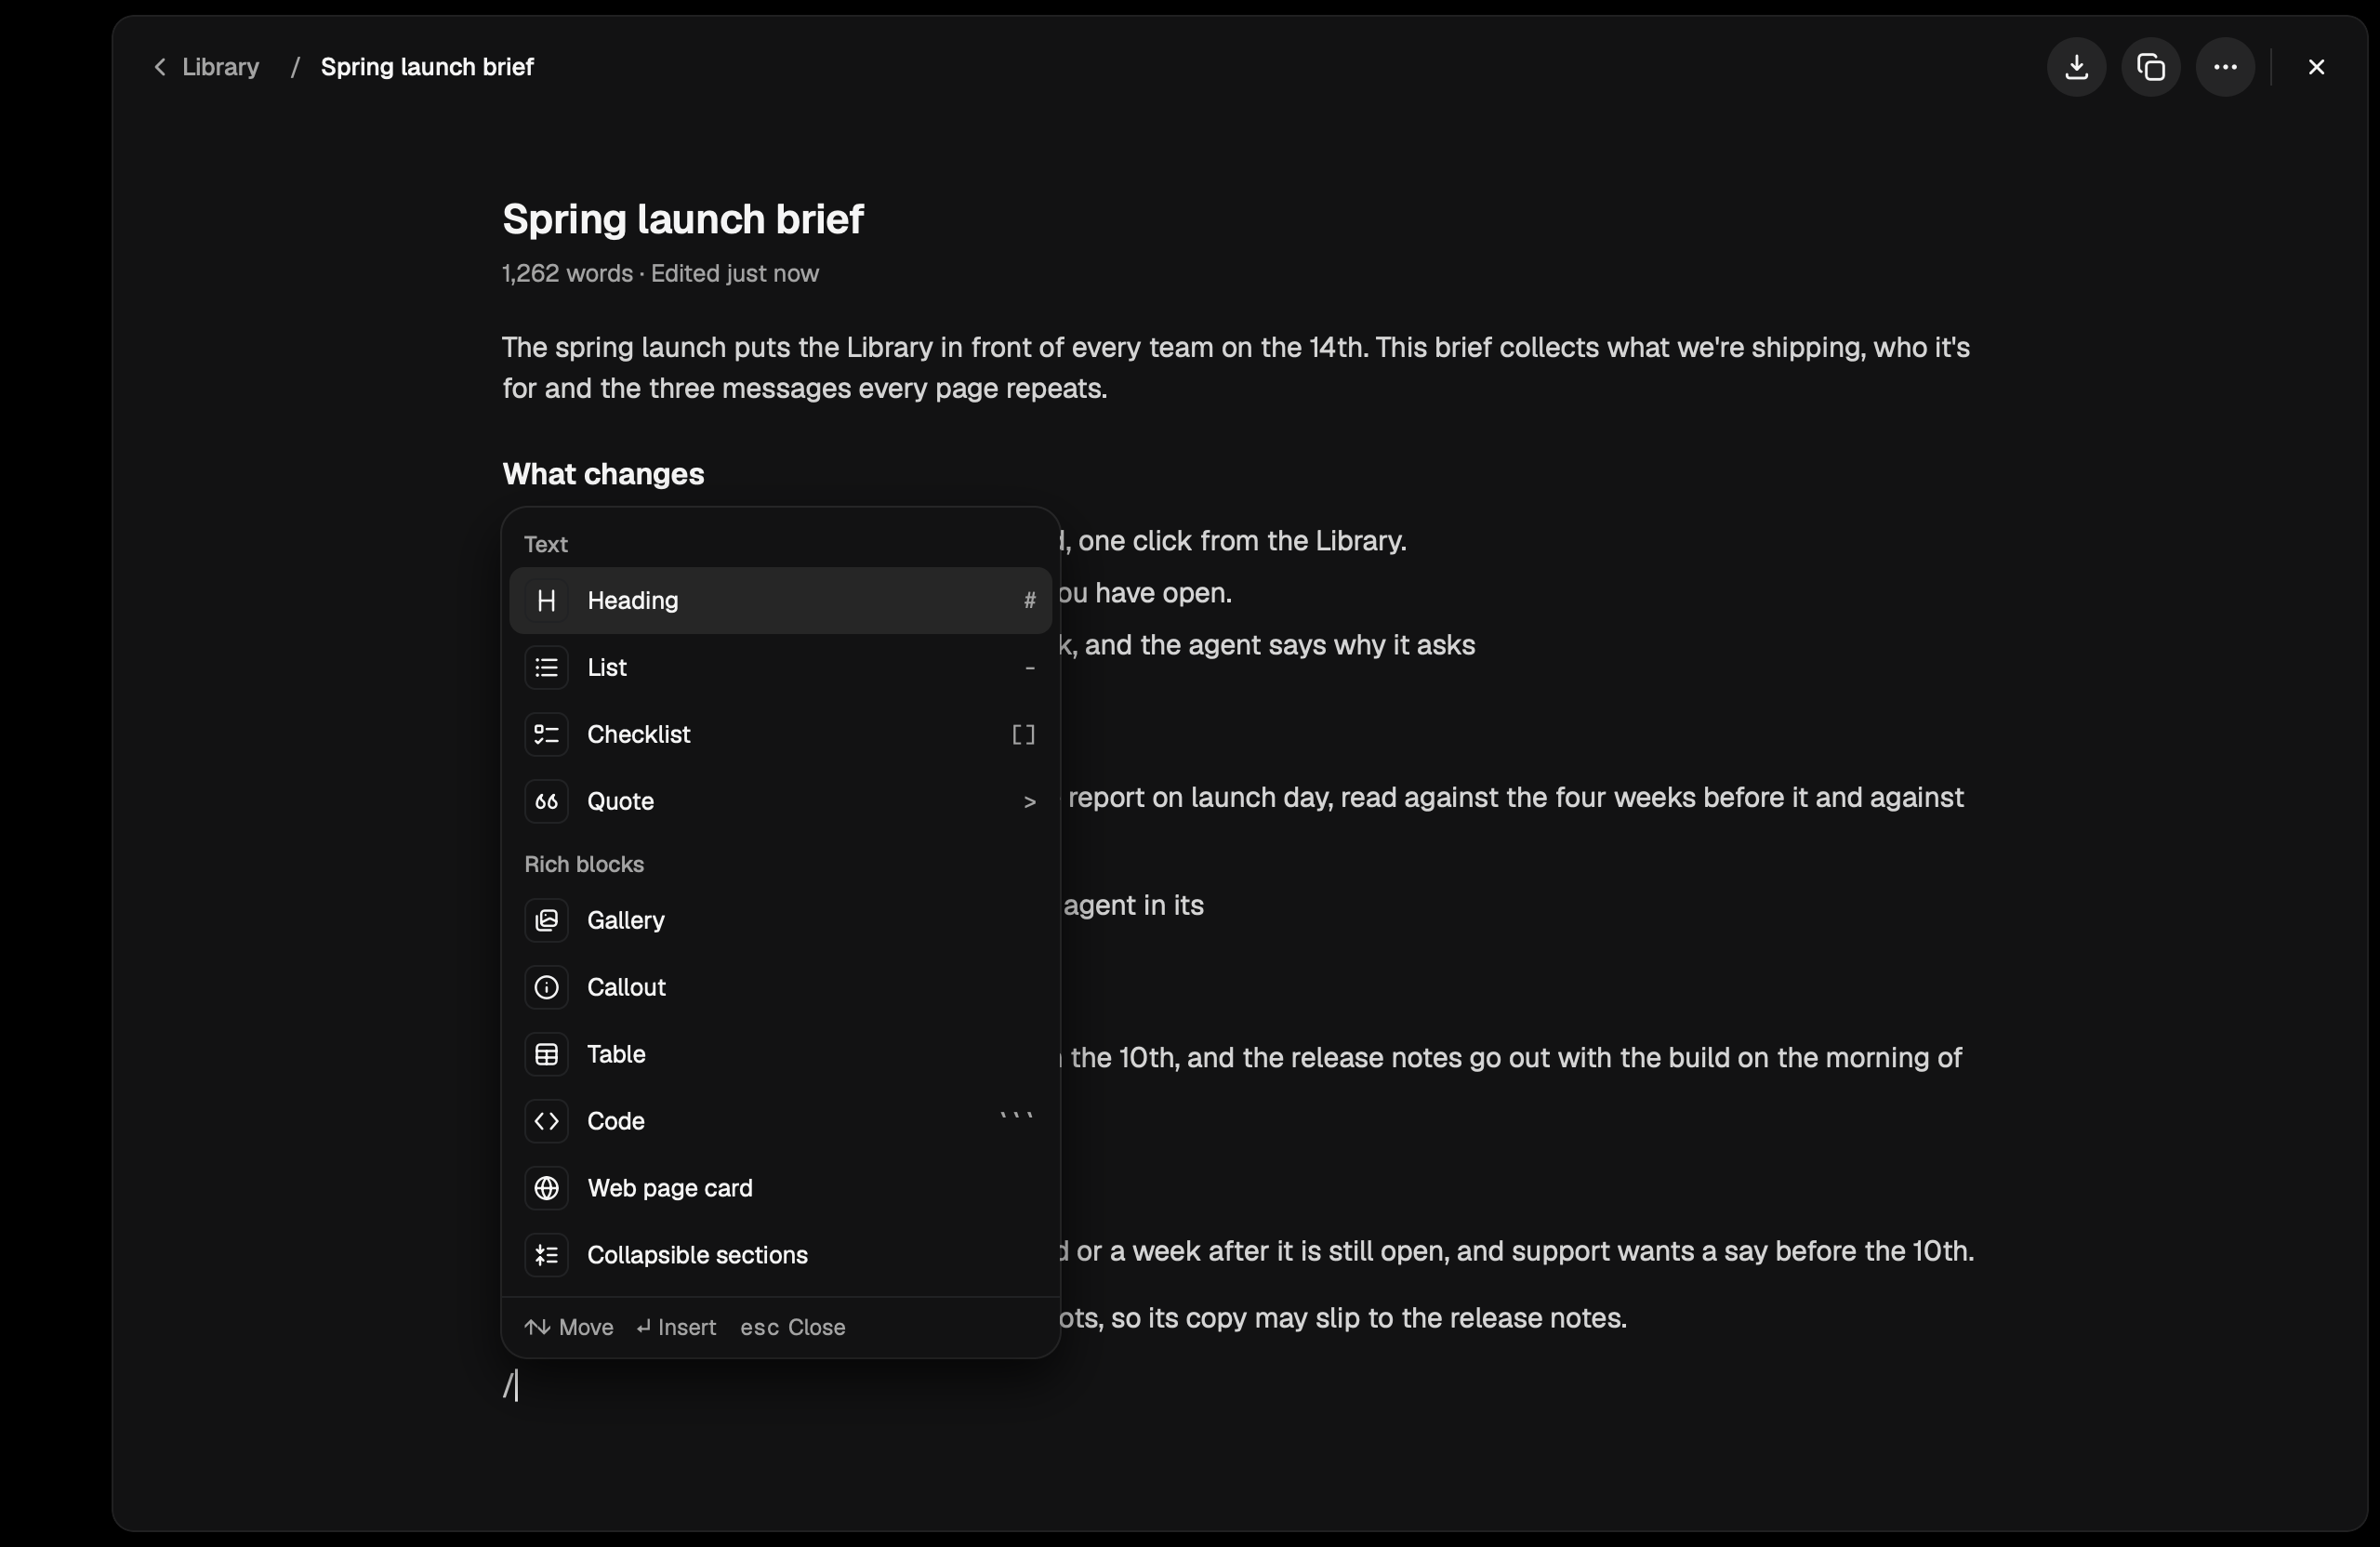 Library / Spring launch brief
Spring launch brief
1,262 words · Edited just now
The spring launch puts the Library in front of every team on the 14th. This brief collects what we're shipping, who it's
for and the three messages every page repeats.
What changes
Text
, one click from the Library.
Heading #
have open.
List -
, and the agent says why it asks
Checklist []
Quote >
report on launch day, read against the four weeks before it and against
Rich blocks
Gallery
agent in its
Callout
Table
the 10th, and the release notes go out with the build on the morning of
Code ```
Web page card
Collapsible sections
or a week after it is still open, and support wants a say before the 10th.
↑↓ Move ↵ Insert esc Close
, so its copy may slip to the release notes.
/